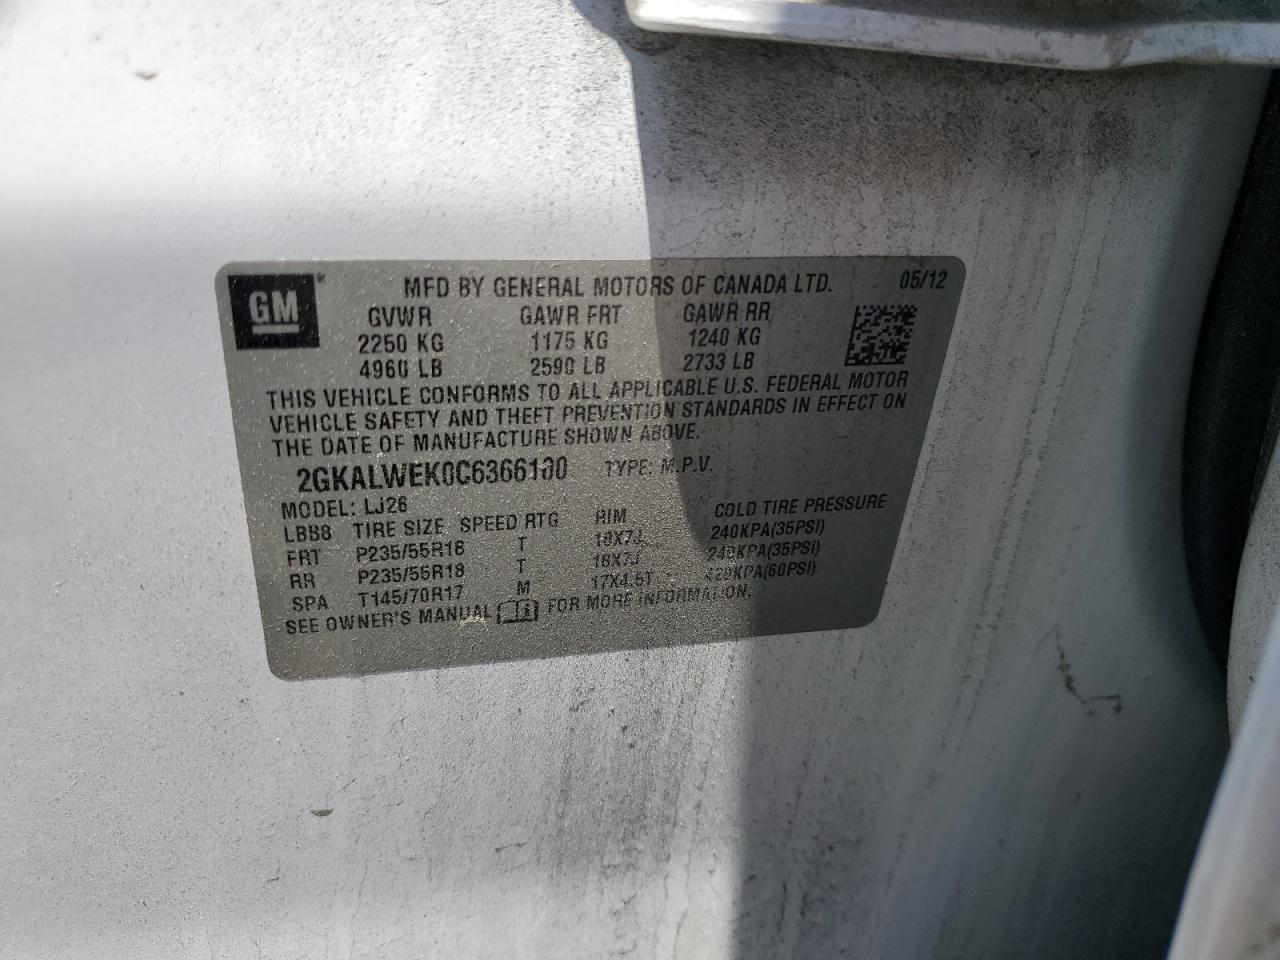 GM
MFD BY GENERAL MOTORS OF CANADA LTD. 05/12
GVWR GAWR FRT GAWR RR
2250 KG 1175 KG 1240 KG
4960 LB 2590 LB 2733 LB
THIS VEHICLE CONFORMS TO ALL APPLICABLE U.S. FEDERAL MOTOR
VEHICLE SAFETY AND THEFT PREVENTION STANDARDS IN EFFECT ON
THE DATE OF MANUFACTURE SHOWN ABOVE.
2GKALWEK0C6366100 TYPE: M.P.V.
MODEL: LJ26
LBB8 TIRE SIZE SPEED RTG RIM COLD TIRE PRESSURE
FRT P235/55R18 T 18X7J 240KPA(35PSI)
RR P235/55R18 T 18X7J 240KPA(35PSI)
SPA T145/70R17 M 17X4.5T 420KPA(60PSI)
SEE OWNER'S MANUAL FOR MORE INFORMATION.